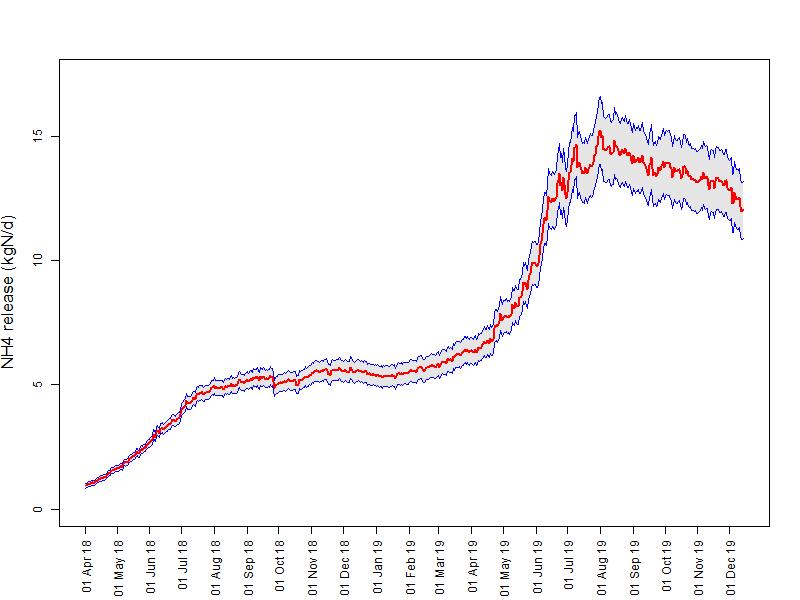 NH4 release (kgN/d)
15
10
5
0
01 Apr 18
01 May 18
01 Jun 18
01 Jul 18
01 Aug 18
01 Sep 18
01 Oct 18
01 Nov 18
01 Dec 18
01 Jan 19
01 Feb 19
01 Mar 19
01 Apr 19
01 May 19
01 Jun 19
01 Jul 19
01 Aug 19
01 Sep 19
01 Oct 19
01 Nov 19
01 Dec 19